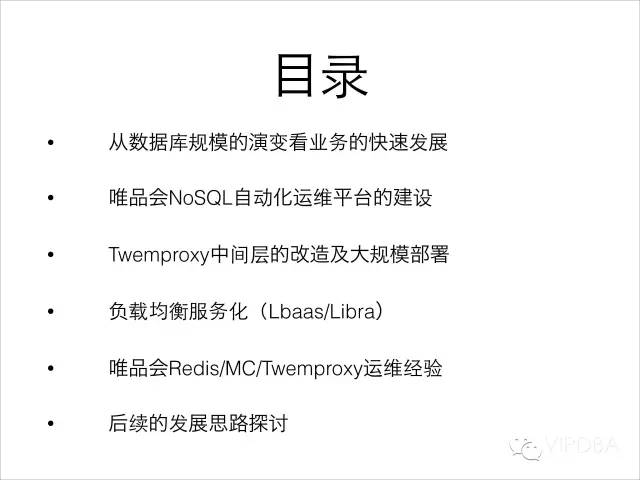 目录
• 从数据库规模的演变看业务的快速发展
• 唯品会NoSQL自动化运维平台的建设
• Twemproxy中间层的改造及大规模部署
• 负载均衡服务化（Lbaas/Libra）
• 唯品会Redis/MC/Twemproxy运维经验
• 后续的发展思路探讨
VIPDBA